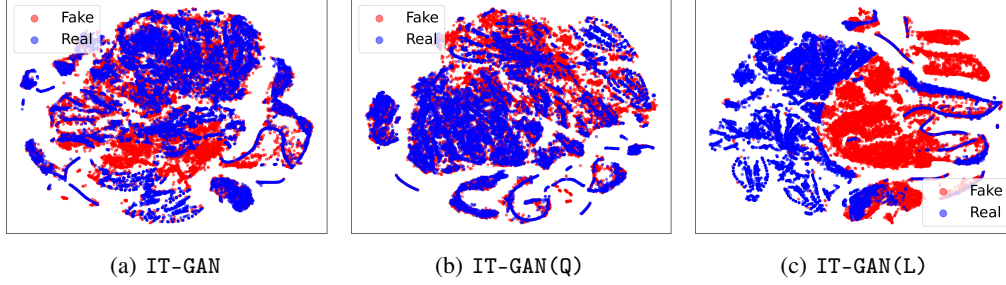 Fake
Real
Fake
Real
Fake
Real
(a) IT-GAN
(b) IT-GAN(Q)
(c) IT-GAN(L)